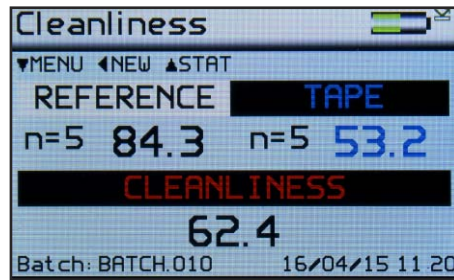 Cleanliness
▼MENU ◀NEW ▲STAT
REFERENCE TAPE
n=5 84.3 n=5 53.2
CLEANLINESS
62.4
Batch: BATCH.010 16/04/15 11.20